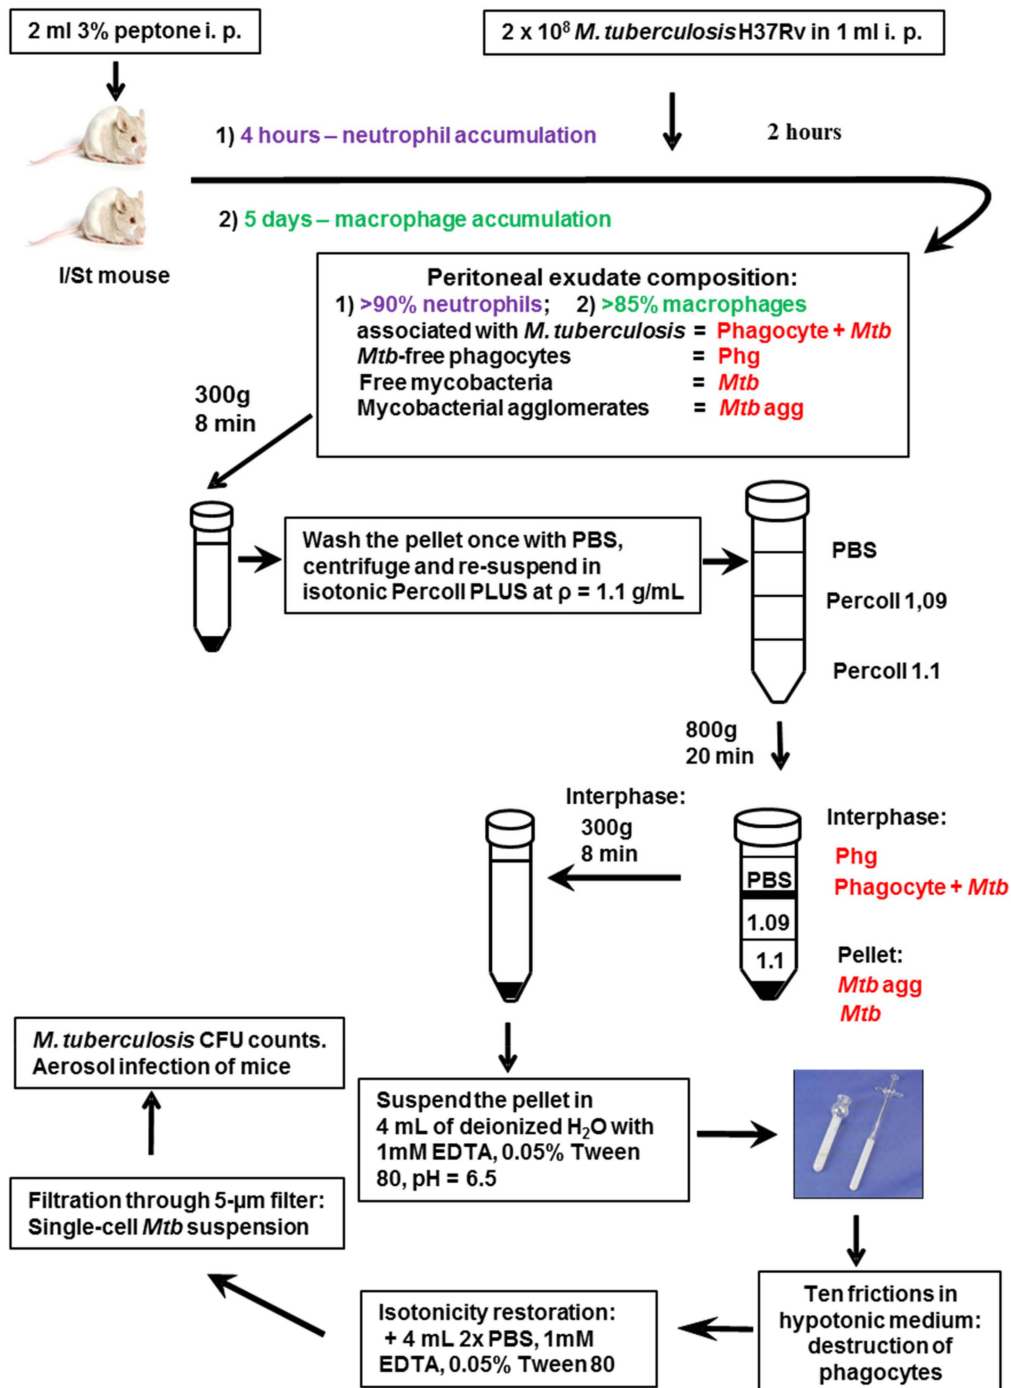 2 ml 3% peptone i. p.
2 x 10⁸ M. tuberculosis H37Rv in 1 ml i. p.
1) 4 hours – neutrophil accumulation
2 hours
2) 5 days – macrophage accumulation
I/St mouse
Peritoneal exudate composition:
1) >90% neutrophils; 2) >85% macrophages
associated with M. tuberculosis = Phagocyte + Mtb
Mtb-free phagocytes = Phg
Free mycobacteria = Mtb
Mycobacterial agglomerates = Mtb agg
300g
8 min
Wash the pellet once with PBS,
centrifuge and re-suspend in
isotonic Percoll PLUS at ρ = 1.1 g/mL
PBS
Percoll 1,09
Percoll 1.1
800g
20 min
Interphase:
300g
8 min
Interphase:
Phg
Phagocyte + Mtb
PBS
1.09
1.1
Pellet:
Mtb agg
Mtb
M. tuberculosis CFU counts.
Aerosol infection of mice
Suspend the pellet in
4 mL of deionized H₂O with
1mM EDTA, 0.05% Tween
80, pH = 6.5
Filtration through 5-µm filter:
Single-cell Mtb suspension
Isotonicity restoration:
+ 4 mL 2x PBS, 1mM
EDTA, 0.05% Tween 80
Ten frictions in
hypotonic medium:
destruction of
phagocytes